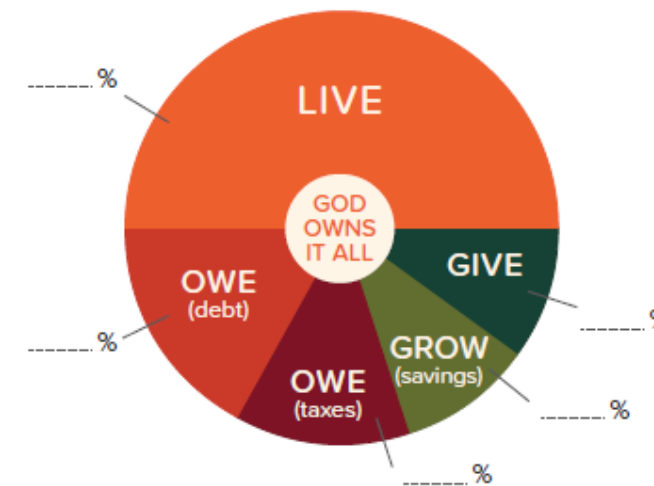 ______ %
LIVE
GOD
OWNS
IT ALL
GIVE
OWE
(debt)
______ %
GROW
(savings)
OWE
(taxes)
______ %
______ %
______ %